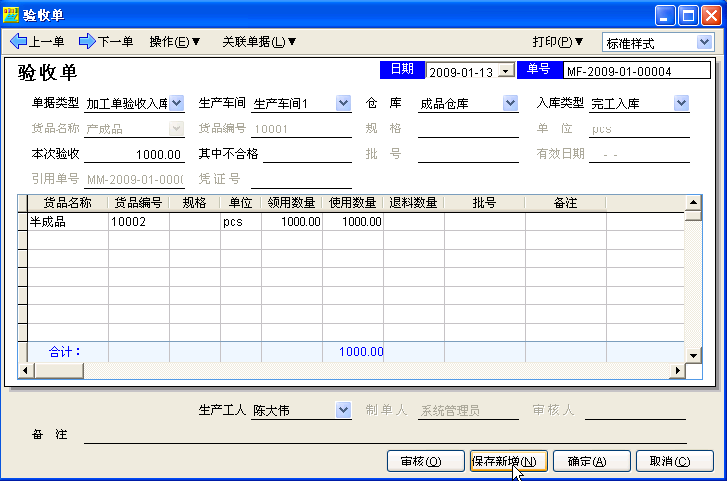 验收单
上一单 下一单 操作(E)▼ 关联单据(L)▼ 打印(P)▼ 标准样式
验收单 日期 2009-01-13 单号 MF-2009-01-00004
单据类型 加工单验收入库 生产车间 生产车间1 仓 库 成品仓库 入库类型 完工入库
货品名称 产成品 货品编号 10001 规 格 单 位 pcs
本次验收 1000.00 其中不合格 批 号 有效日期 - -
引用单号 MM-2009-01-000 凭证号
货品名称 货品编号 规格 单位 领用数量 使用数量 退料数量 批号 备注
半成品 10002 pcs 1000.00 1000.00
合计： 1000.00
生产工人 陈大伟 制单人 系统管理员 审核人
备 注
审核(O) 保存新增(N) 确定(A) 取消(C)